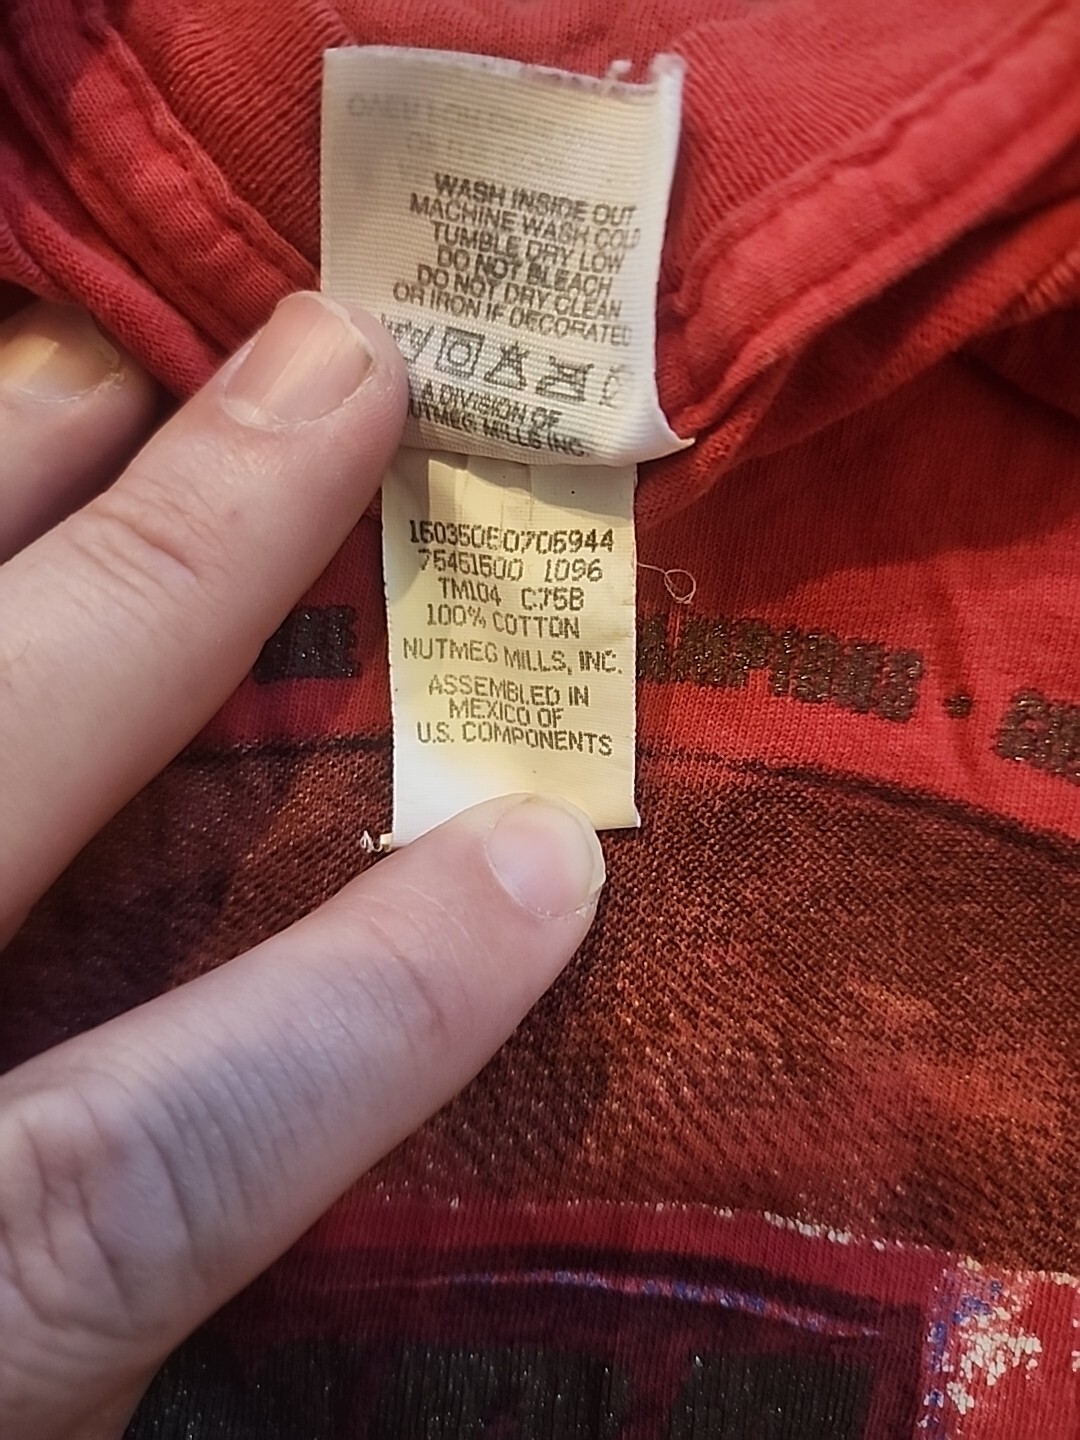 WASH INSIDE OUT
MACHINE WASH COLD
TUMBLE DRY LOW
DO NOT BLEACH
DO NOT DRY CLEAN
OR IRON IF DECORATED
A DIVISION OF
NUTMEG MILLS INC.
75451500 1096
TM104 C75B
100% COTTON
NUTMEG MILLS, INC.
ASSEMBLED IN
MEXICO OF
U.S. COMPONENTS